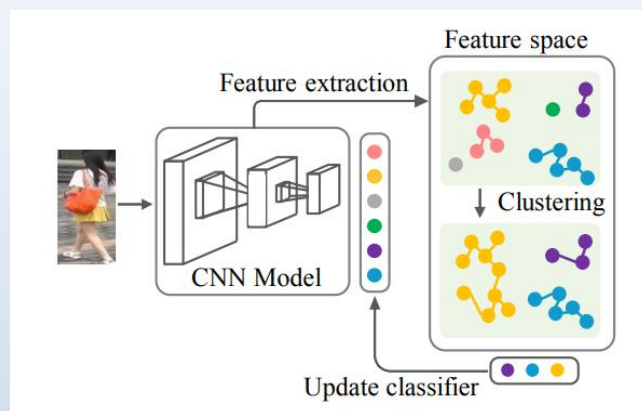 Feature space
Feature extraction
Clustering
CNN Model
Update classifier